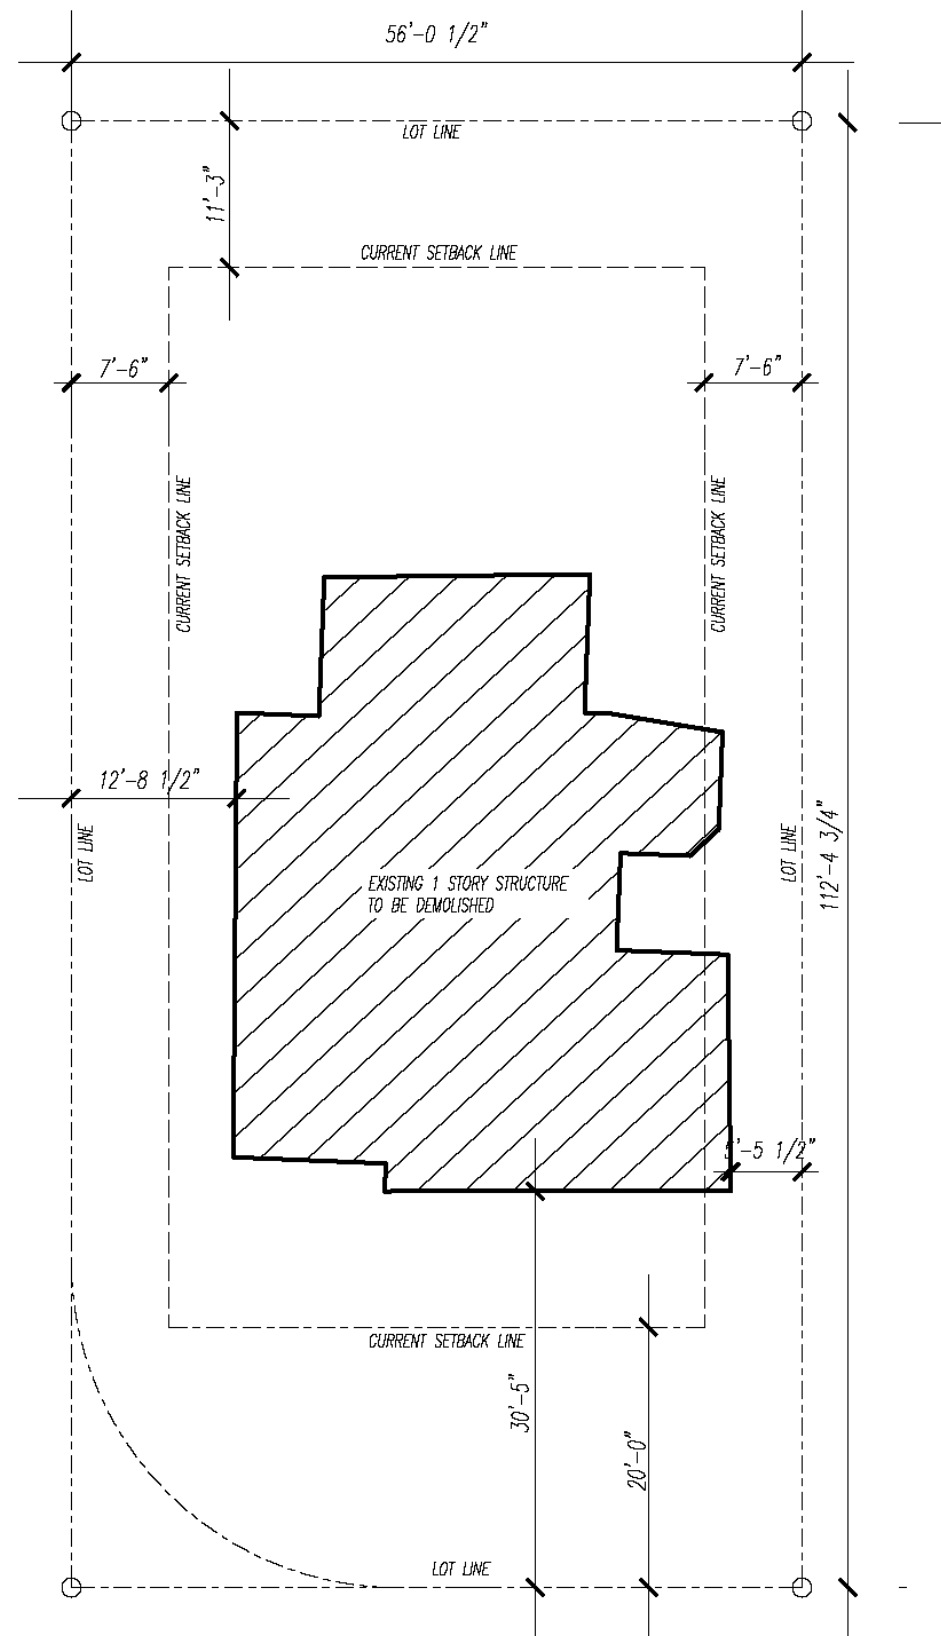 56'-0 1/2"
LOT LINE
11'-3"
CURRENT SETBACK LINE
7'-6"
7'-6"
CURRENT SETBACK LINE
CURRENT SETBACK LINE
12'-8 1/2"
LOT LINE
LOT LINE
112'-4 3/4"
EXISTING 1 STORY STRUCTURE
TO BE DEMOLISHED
5'-5 1/2"
CURRENT SETBACK LINE
30'-5"
20'-0"
LOT LINE